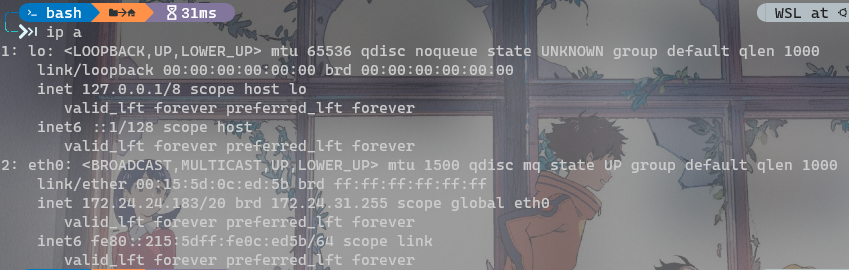 bash 31ms WSL at
ip a
1: lo: <LOOPBACK,UP,LOWER_UP> mtu 65536 qdisc noqueue state UNKNOWN group default qlen 1000
link/loopback 00:00:00:00:00:00 brd 00:00:00:00:00:00
inet 127.0.0.1/8 scope host lo
valid_lft forever preferred_lft forever
inet6 ::1/128 scope host
valid_lft forever preferred_lft forever
2: eth0: <BROADCAST,MULTICAST,UP,LOWER_UP> mtu 1500 qdisc mq state UP group default qlen 1000
link/ether 00:15:5d:0c:ed:5b brd ff:ff:ff:ff:ff:ff
inet 172.24.24.183/20 brd 172.24.31.255 scope global eth0
valid_lft forever preferred_lft forever
inet6 fe80::215:5dff:fe0c:ed5b/64 scope link
valid_lft forever preferred_lft forever